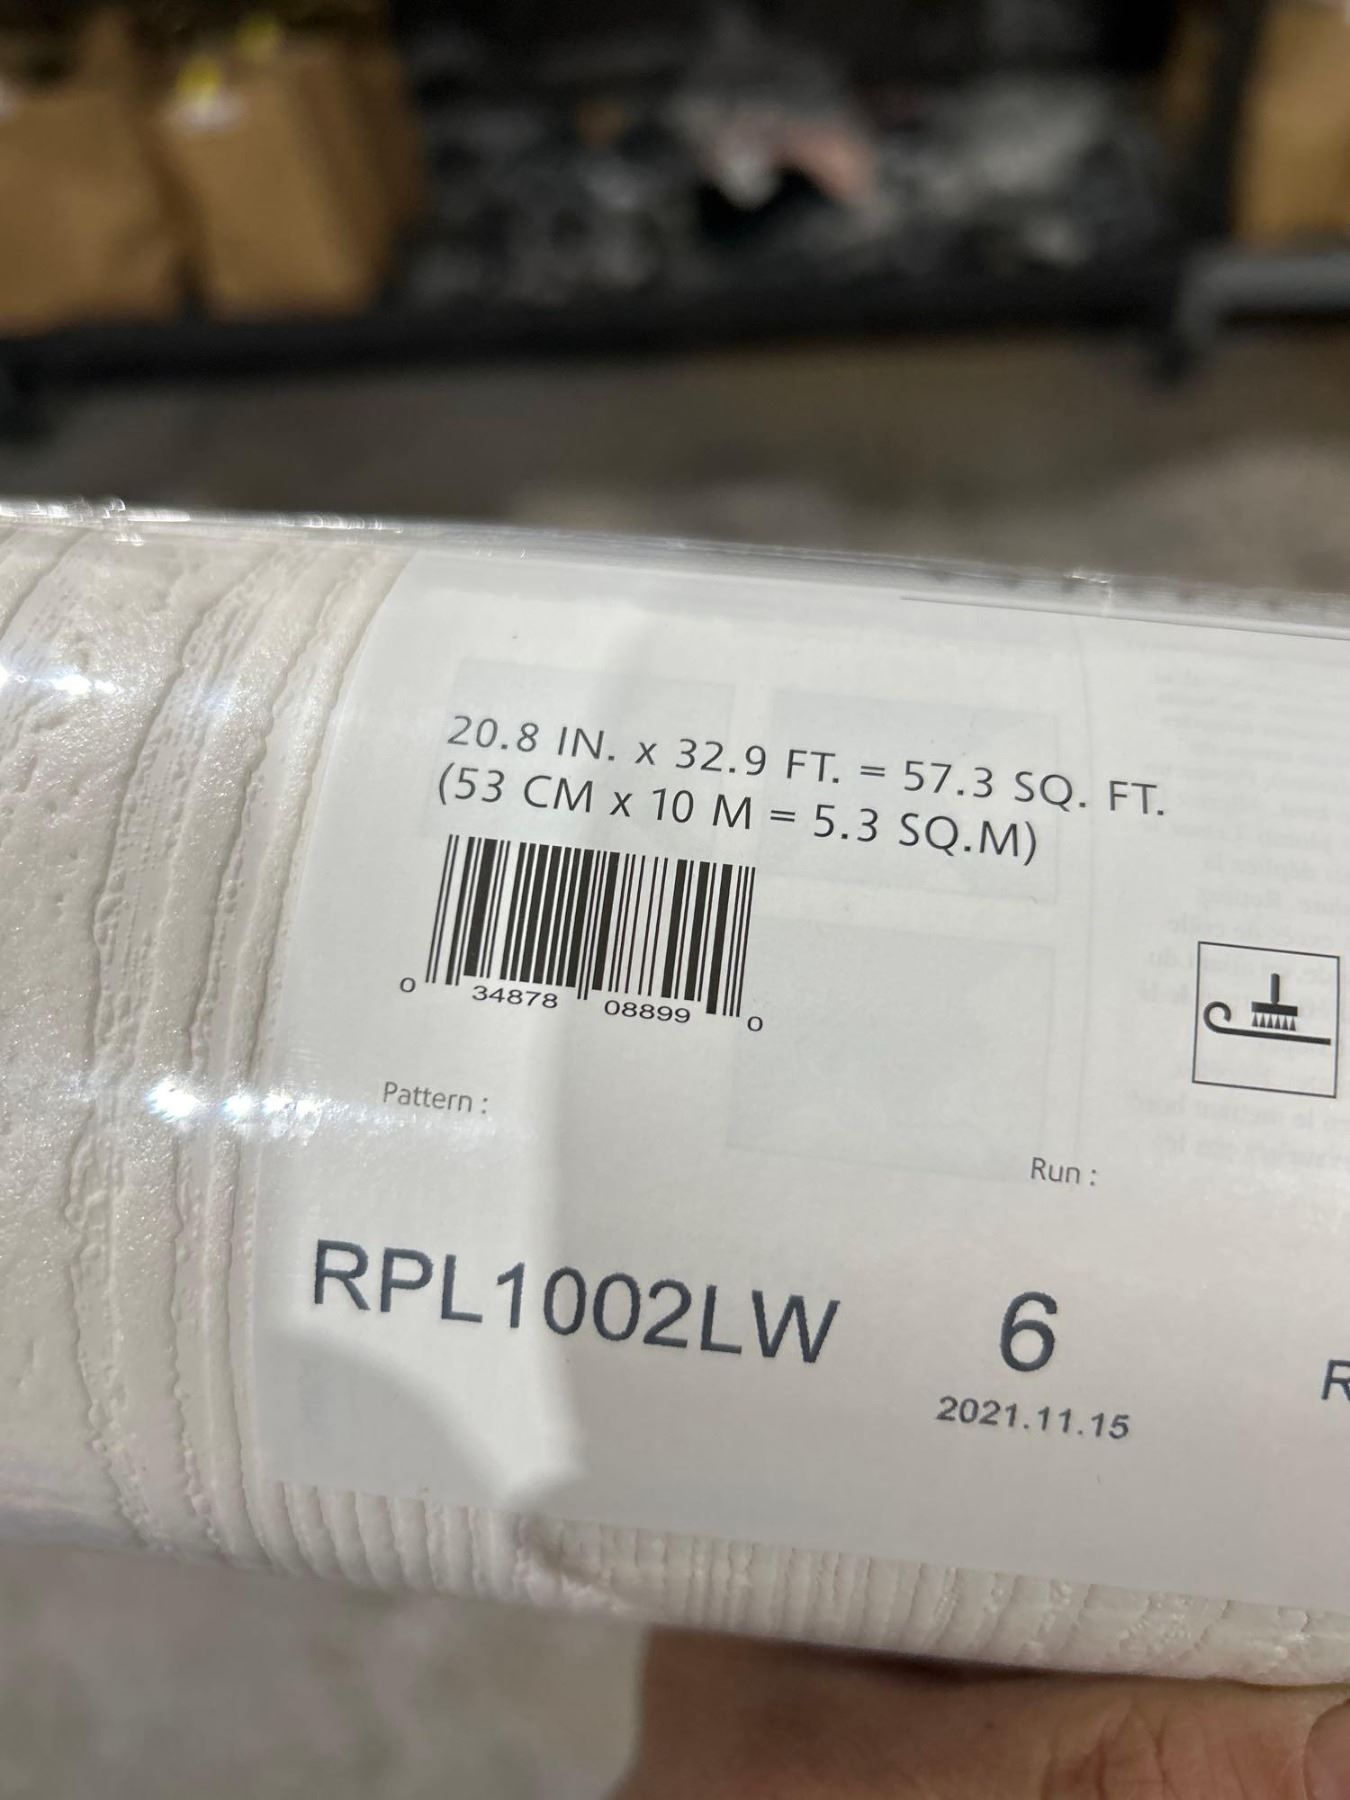 20.8 IN. x 32.9 FT. = 57.3 SQ. FT.
(53 CM x 10 M = 5.3 SQ.M)
0 34878 08899 0
Pattern :
Run :
RPL1002LW 6
2021.11.15
R